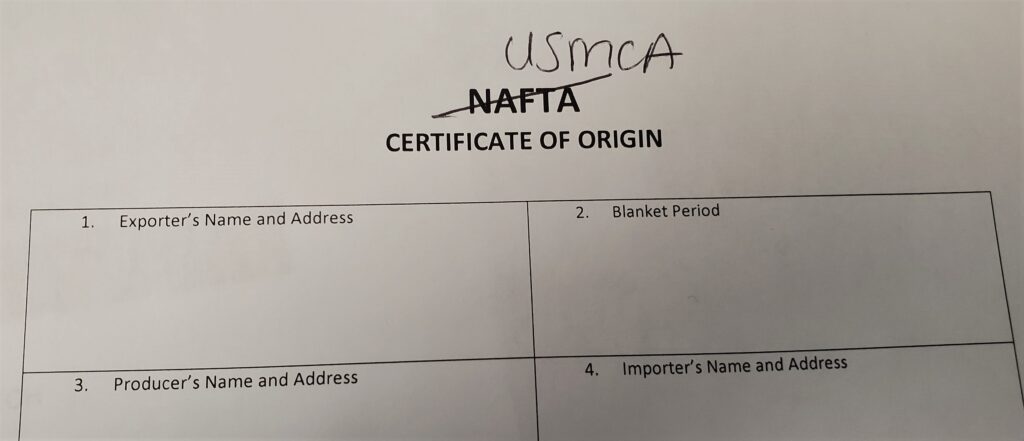 USMCA
NAFTA
CERTIFICATE OF ORIGIN
1. Exporter's Name and Address
2. Blanket Period
3. Producer's Name and Address
4. Importer's Name and Address